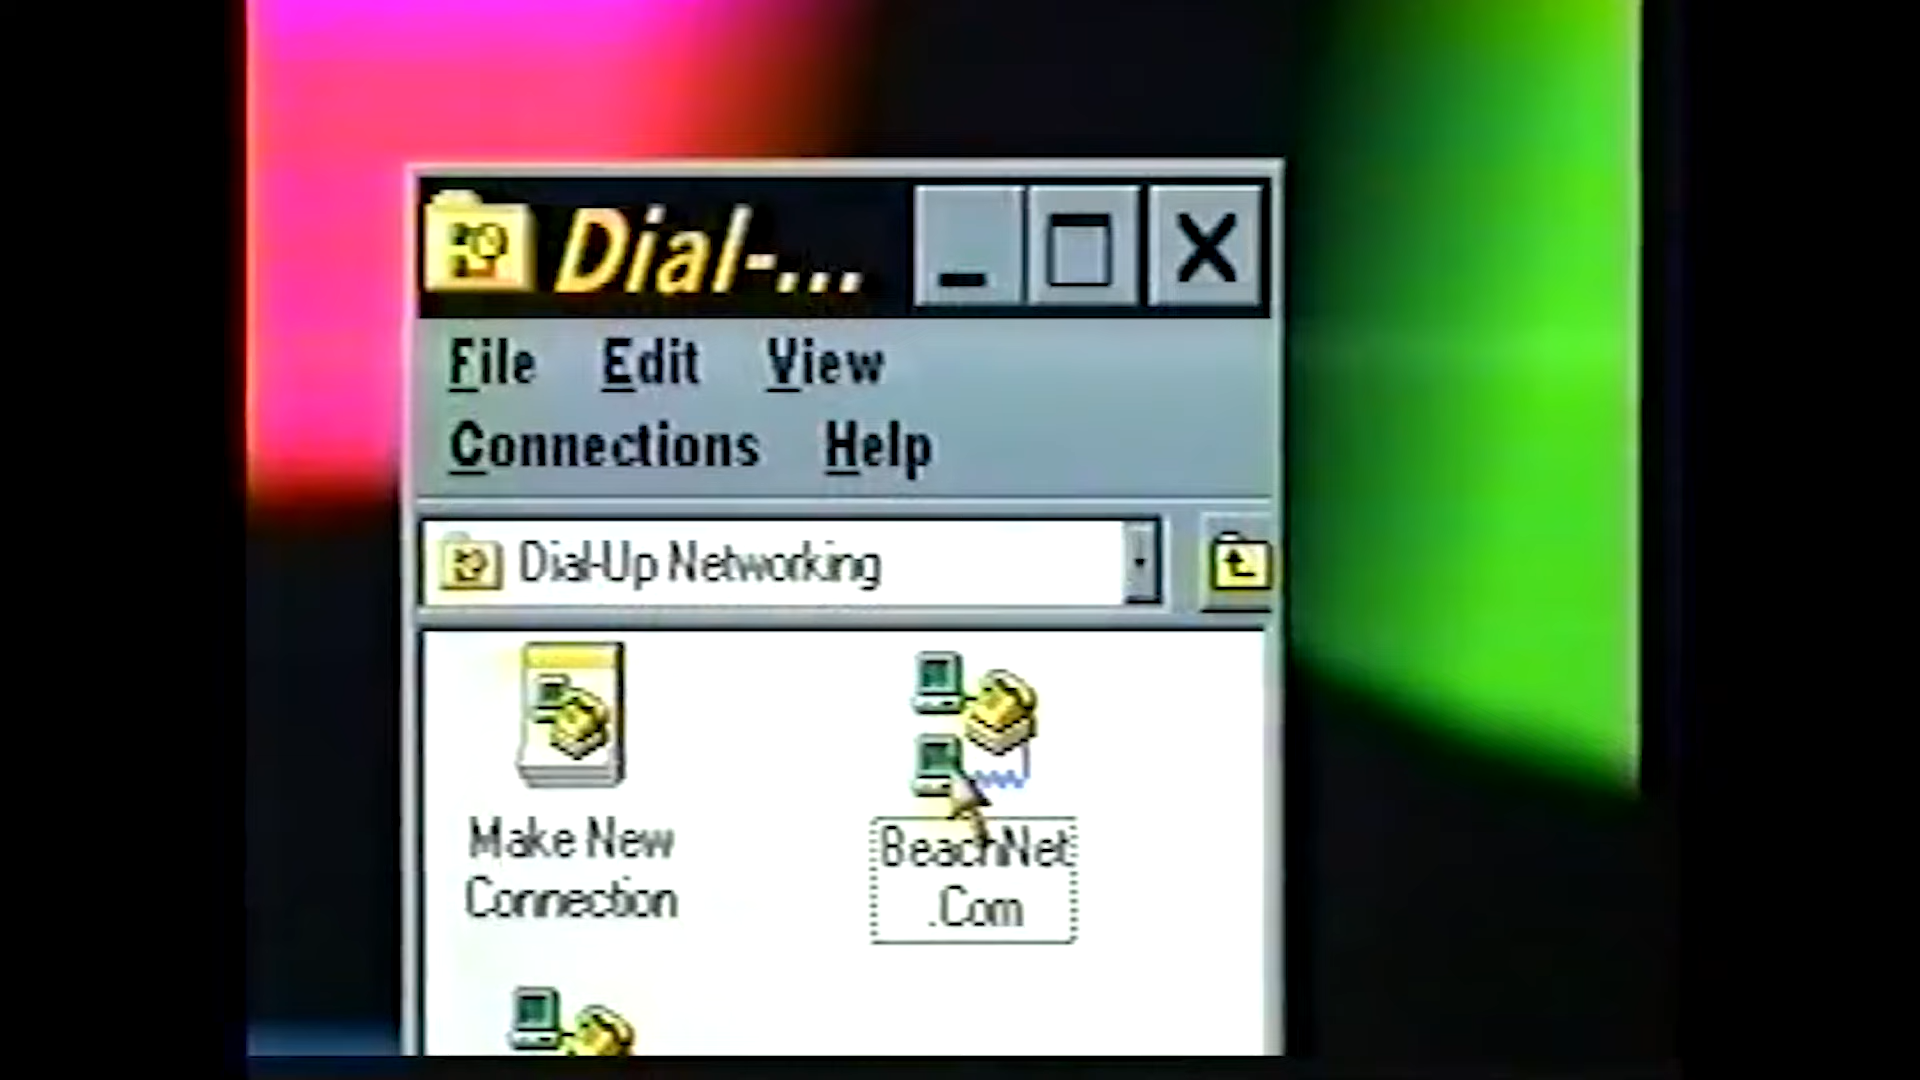 Dial-...
File Edit View
Connections Help
Dial-Up Networking
Make New
Connection
BeachNet
.Com